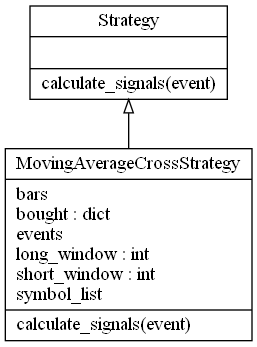 Strategy
calculate_signals(event)
MovingAverageCrossStrategy
bars
bought : dict
events
long_window : int
short_window : int
symbol_list
calculate_signals(event)